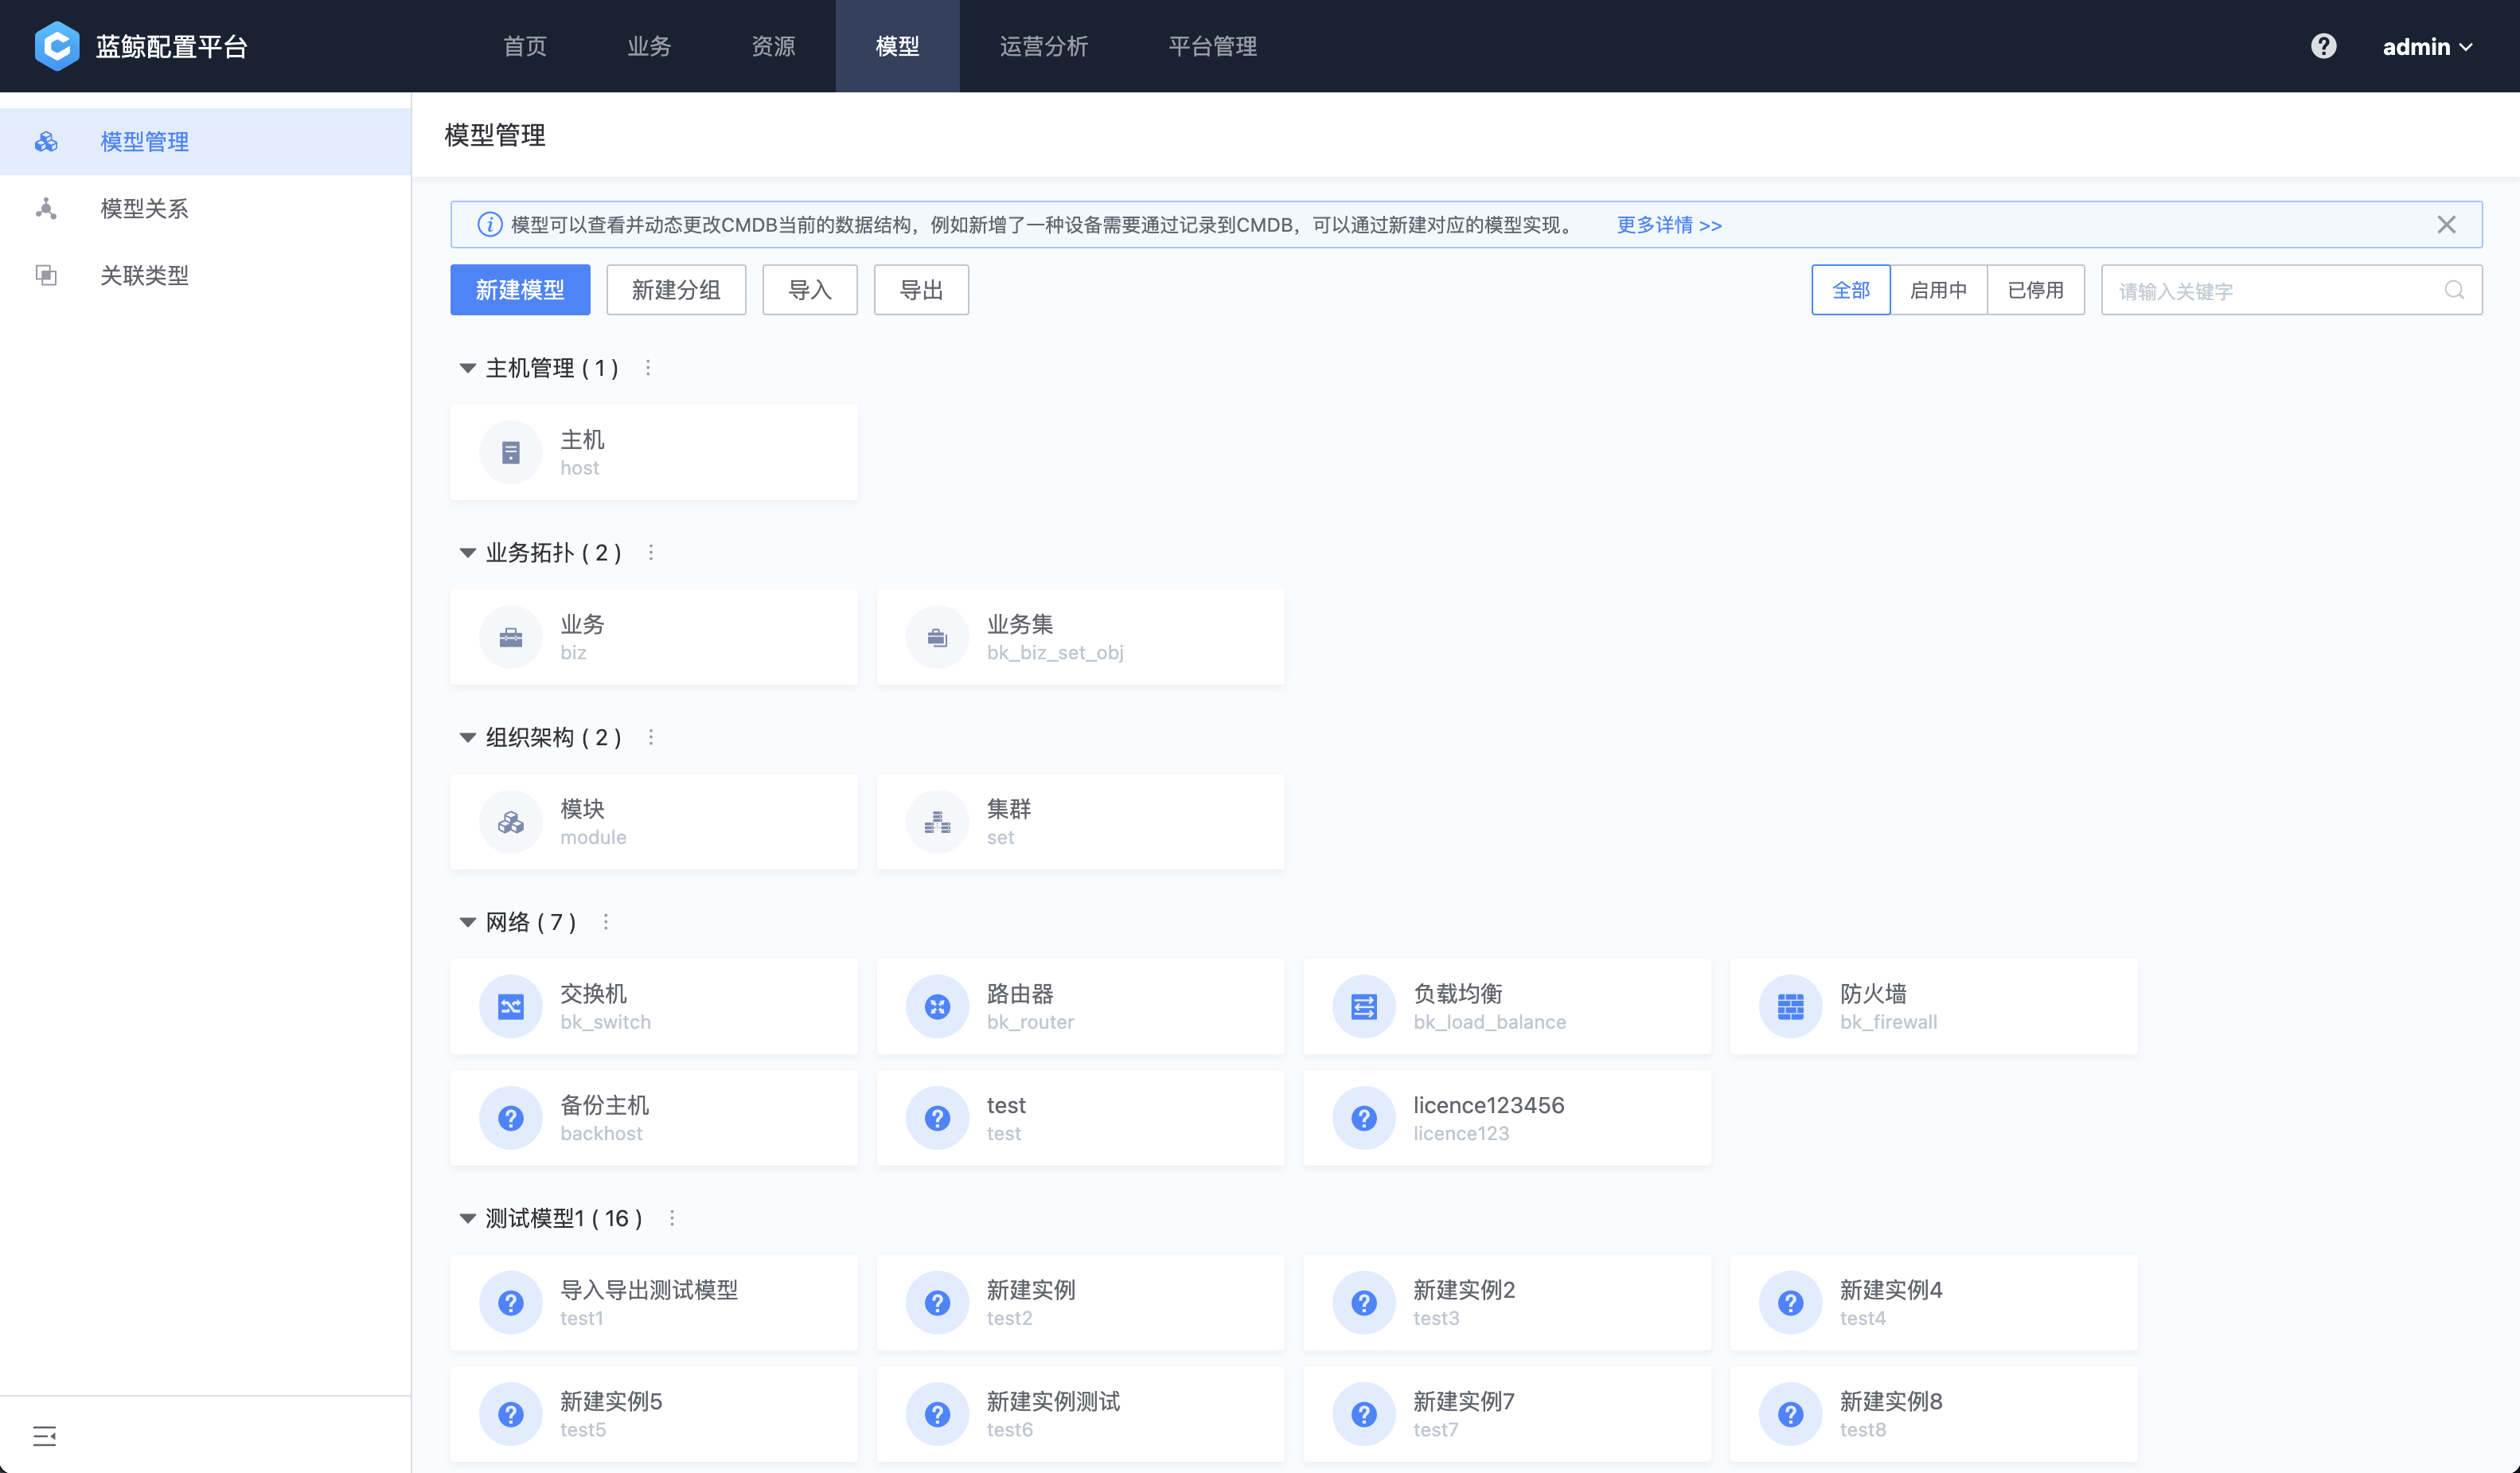 蓝鲸配置平台 首页 业务 资源 模型 运营分析 平台管理 admin
模型管理
模型关系
关联类型
模型管理
模型可以查看并动态更改CMDB当前的数据结构，例如新增了一种设备需要通过记录到CMDB，可以通过新建对应的模型实现。 更多详情 >>
新建模型 新建分组 导入 导出 全部 启用中 已停用 请输入关键字
主机管理 ( 1 )
主机
host
业务拓扑 ( 2 )
业务 业务集
biz bk_biz_set_obj
组织架构 ( 2 )
模块 集群
module set
网络 ( 7 )
交换机 路由器 负载均衡 防火墙
bk_switch bk_router bk_load_balance bk_firewall
备份主机 test licence123456
backhost test licence123
测试模型1 ( 16 )
导入导出测试模型 新建实例 新建实例2 新建实例4
test1 test2 test3 test4
新建实例5 新建实例测试 新建实例7 新建实例8
test5 test6 test7 test8